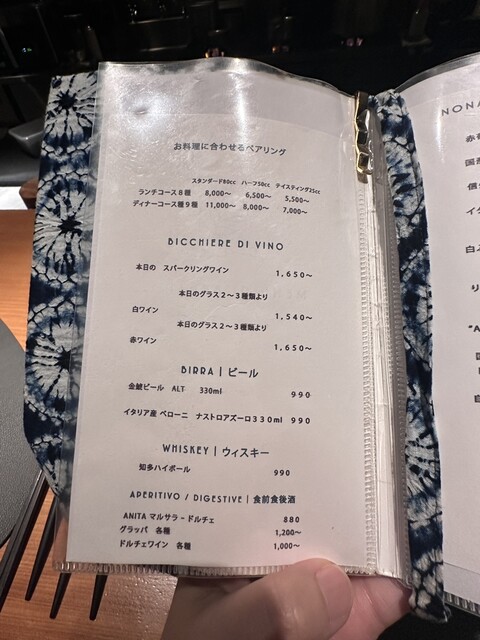 お料理に合わせるペアリング
スタンダード80cc ハーフ50cc テイスティング25cc
ランチコース８種 8,000〜 6,500〜 5,500〜
ディナーコース種９種 11,000〜 8,000〜 7,000〜
BICCHIERE DI VINO
本日の スパークリングワイン 1,650〜
本日のグラス２〜３種類より
白ワイン 1,540〜
本日のグラス２〜３種類より
赤ワイン 1,650〜
BIRRA | ビール
金鯱ビール ALT 330ml 990
イタリア産 ペローニ ナストロアズーロ３３０ml 990
WHISKEY | ウィスキー
知多ハイボール 990
APERITIVO / DIGESTIVE | 食前食後酒
ANITA マルサラ－ドルチェ 880
グラッパ 各種 1,200〜
ドルチェワイン 各種 1,000〜
NONA